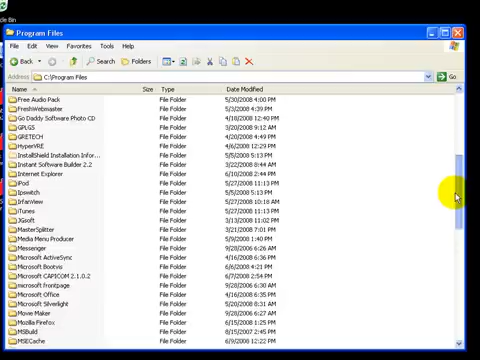 cle Bin
Program Files
File Edit View Favorites Tools Help
Back Search Folders
Address C:\Program Files Go
Name Size Type Date Modified
Free Audio Pack File Folder 5/30/2008 4:00 PM
FreshWebmaster File Folder 5/3/2008 4:39 PM
Go Daddy Software Photo CD File Folder 4/18/2008 12:40 PM
GPLGS File Folder 3/20/2008 9:12 AM
GRETECH File Folder 5/5/2008 5:13 PM
HyperVRE File Folder 4/6/2008 12:29 PM
InstallShield Installation Infor... File Folder 5/5/2008 5:13 PM
Instant Software Builder 2.2 File Folder 3/22/2008 8:44 AM
Internet Explorer File Folder 6/10/2008 2:44 PM
iPod File Folder 5/27/2008 11:13 PM
Ipswitch File Folder 5/5/2008 5:13 PM
IrfanView File Folder 5/27/2008 10:18 AM
iTunes File Folder 5/27/2008 11:13 PM
JGsoft File Folder 5/31/2008 6:38 PM
MasterSplitter File Folder 3/21/2008 7:01 PM
Media Menu Producer File Folder 5/9/2008 1:40 PM
Messenger File Folder 9/28/2006 6:26 AM
Microsoft ActiveSync File Folder 4/16/2008 6:36 PM
Microsoft Bootvis File Folder 6/6/2008 4:21 PM
Microsoft CAPICOM 2.1.0.2 File Folder 6/7/2008 2:54 PM
microsoft frontpage File Folder 9/28/2006 6:31 AM
Microsoft Office File Folder 4/16/2008 6:35 PM
Microsoft Silverlight File Folder 5/31/2008 3:01 PM
Movie Maker File Folder 9/28/2006 6:27 AM
Mozilla Firefox File Folder 6/15/2008 1:28 PM
MSBuild File Folder 8/15/2007 2:45 PM
MSECache File Folder 6/9/2008 12:22 PM